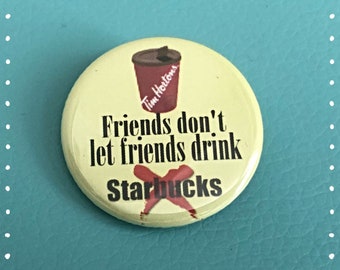 Tim Hortons
Friends don't
let friends drink
Starbucks